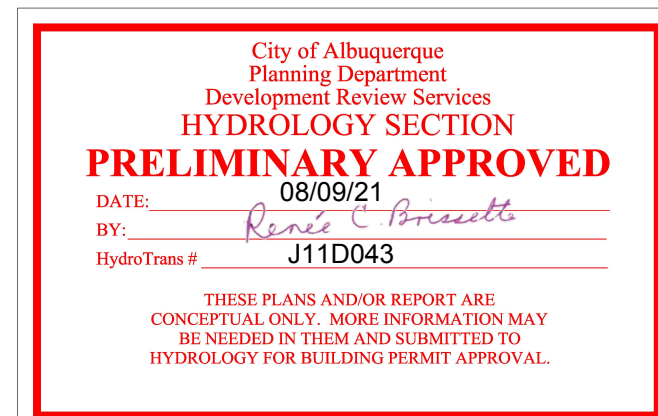 City of Albuquerque
Planning Department
Development Review Services
HYDROLOGY SECTION
PRELIMINARY APPROVED
DATE: 08/09/21
BY: Renée C. Brissette
HydroTrans # J11D043
THESE PLANS AND/OR REPORT ARE
CONCEPTUAL ONLY. MORE INFORMATION MAY
BE NEEDED IN THEM AND SUBMITTED TO
HYDROLOGY FOR BUILDING PERMIT APPROVAL.